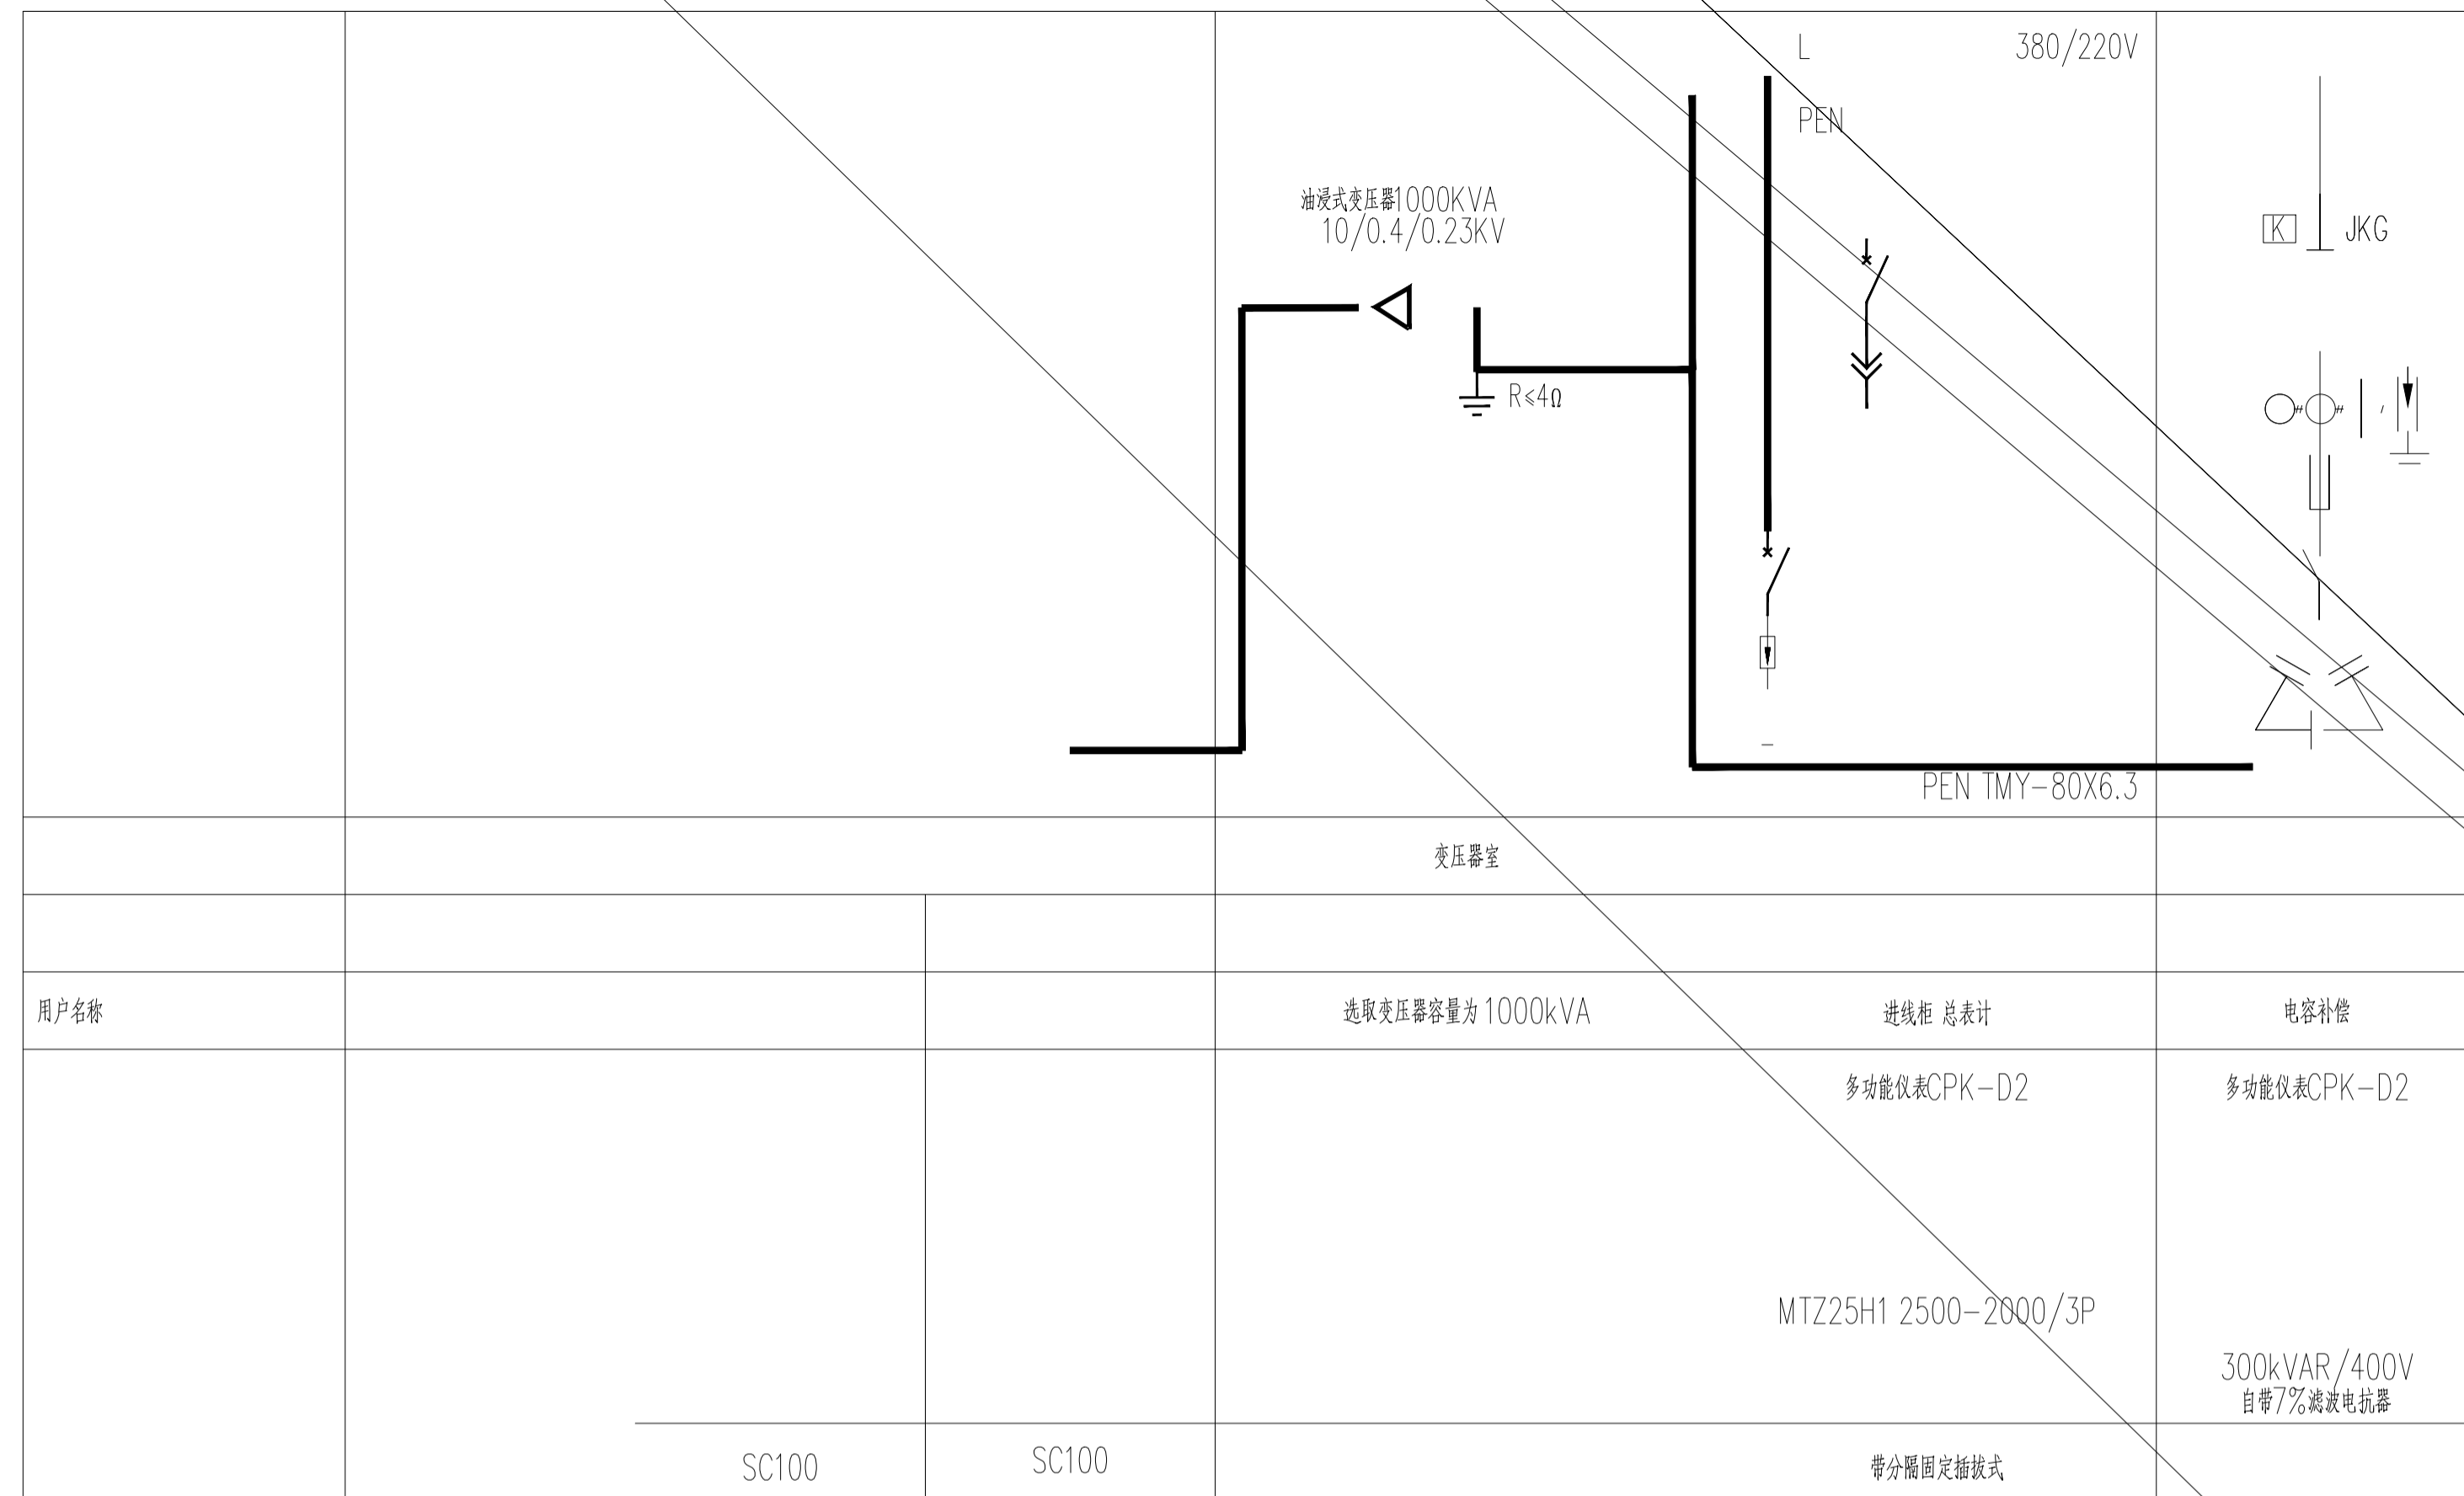 L
380/220V
PEN
油浸式变压器1000KVA
10/0.4/0.23KV
K
JKG
R≤4Ω
PEN TMY-80X6.3
变压器室
用户名称
选取变压器容量为1000kVA
进线柜 总表计
电容补偿
多功能仪表CPK-D2
多功能仪表CPK-D2
MTZ25H1 2500-2000/3P
300kVAR/400V
自带7%滤波电抗器
SC100
SC100
带分隔固定插拔式